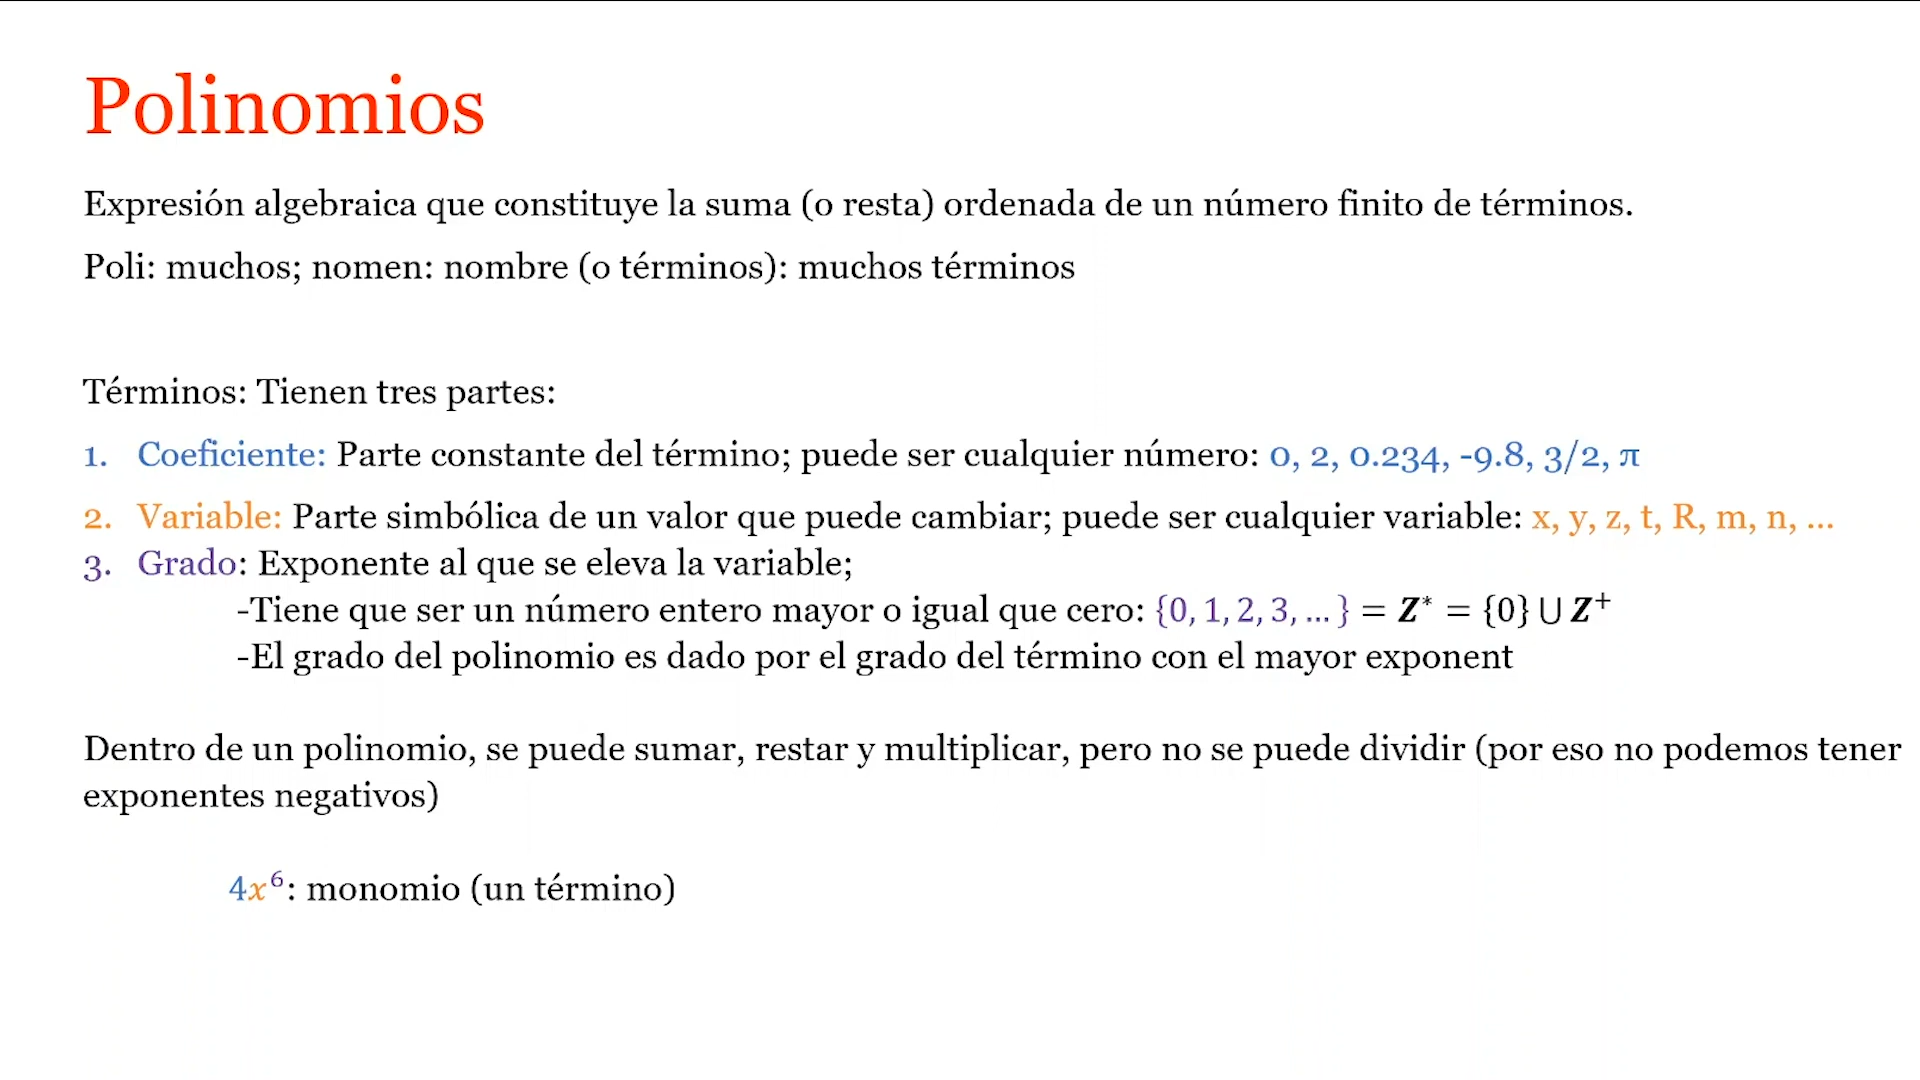 Polinomios
Expresión algebraica que constituye la suma (o resta) ordenada de un número finito de términos.
Poli: muchos; nomen: nombre (o términos): muchos términos
Términos: Tienen tres partes:
1. Coeficiente: Parte constante del término; puede ser cualquier número: 0, 2, 0.234, -9.8, 3/2, π
2. Variable: Parte simbólica de un valor que puede cambiar; puede ser cualquier variable: x, y, z, t, R, m, n, ...
3. Grado: Exponente al que se eleva la variable;
-Tiene que ser un número entero mayor o igual que cero: {0, 1, 2, 3, ... } = Z* = {0} ∪ Z⁺
-El grado del polinomio es dado por el grado del término con el mayor exponent
Dentro de un polinomio, se puede sumar, restar y multiplicar, pero no se puede dividir (por eso no podemos tener
exponentes negativos)
4x⁶: monomio (un término)